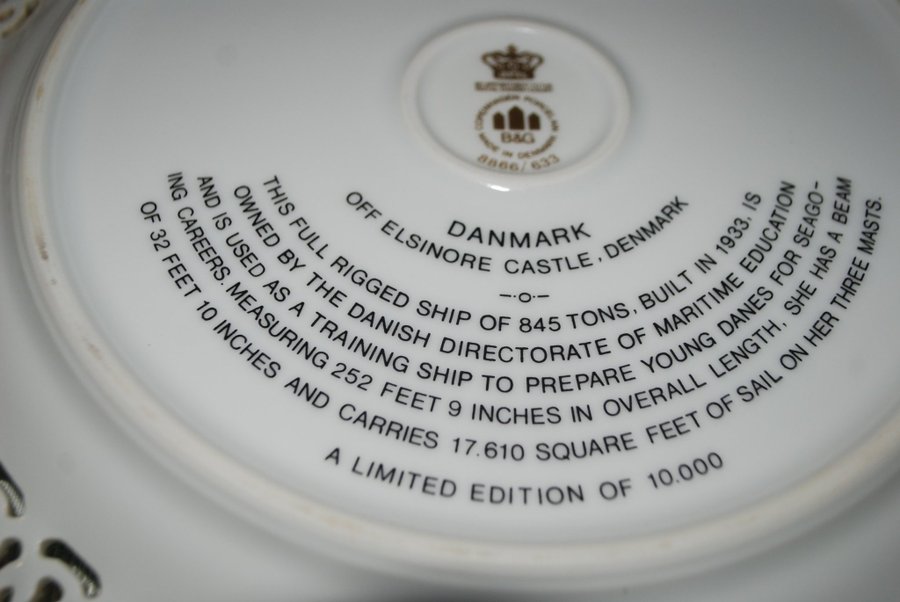 COPENHAGEN PORCELAIN
B&G
MADE IN DENMARK
8866/633
DANMARK
OFF ELSINORE CASTLE, DENMARK
THIS FULL RIGGED SHIP OF 845 TONS, BUILT IN 1933, IS
OWNED BY THE DANISH DIRECTORATE OF MARITIME EDUCATION
AND IS USED AS A TRAINING SHIP TO PREPARE YOUNG DANES FOR SEAGO-
ING CAREERS. MEASURING 252 FEET 9 INCHES IN OVERALL LENGTH, SHE HAS A BEAM
OF 32 FEET 10 INCHES AND CARRIES 17.610 SQUARE FEET OF SAIL ON HER THREE MASTS.
A LIMITED EDITION OF 10.000